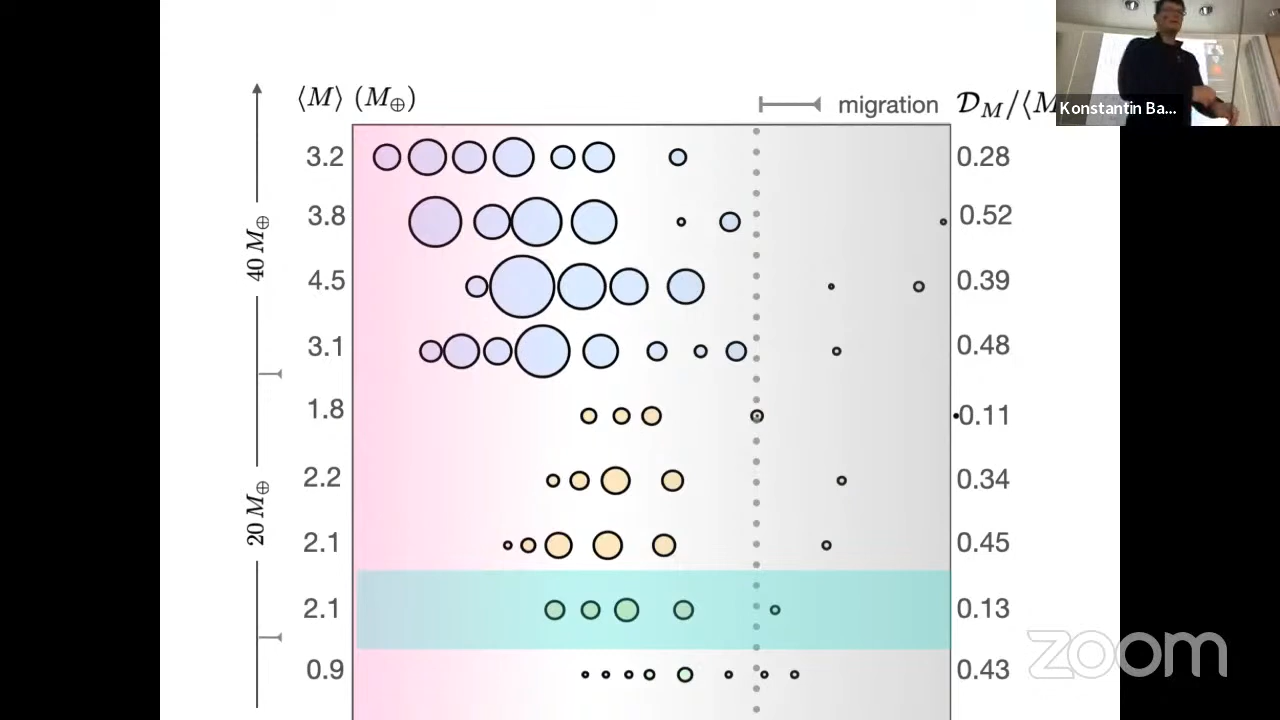 ⟨M⟩ (M⊕)
migration
𝒟M/⟨M
Konstantin Ba...
3.2
0.28
3.8
0.52
40 M⊕
4.5
0.39
3.1
0.48
1.8
0.11
2.2
0.34
20 M⊕
2.1
0.45
2.1
0.13
0.9
0.43
zoom